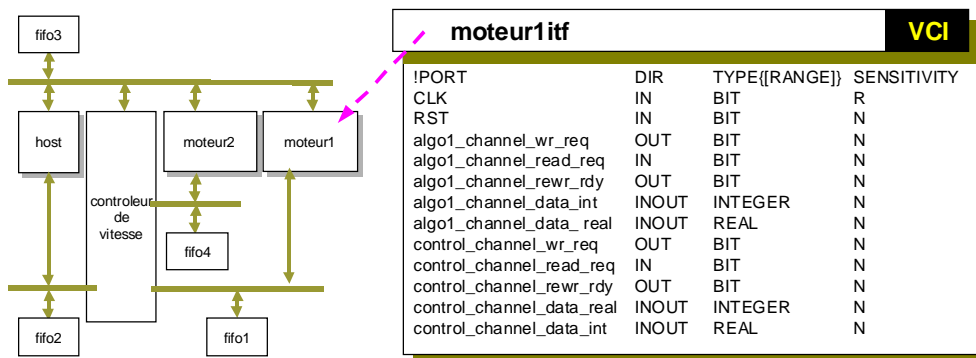 fifo3
host
controleur
de
vitesse
moteur2
moteur1
fifo4
fifo2
fifo1
moteur1itf VCI
!PORT DIR TYPE{[RANGE]} SENSITIVITY
CLK IN BIT R
RST IN BIT N
algo1_channel_wr_req OUT BIT N
algo1_channel_read_req IN BIT N
algo1_channel_rewr_rdy OUT BIT N
algo1_channel_data_int INOUT INTEGER N
algo1_channel_data_ real INOUT REAL N
control_channel_wr_req OUT BIT N
control_channel_read_req IN BIT N
control_channel_rewr_rdy OUT BIT N
control_channel_data_real INOUT INTEGER N
control_channel_data_int INOUT REAL N